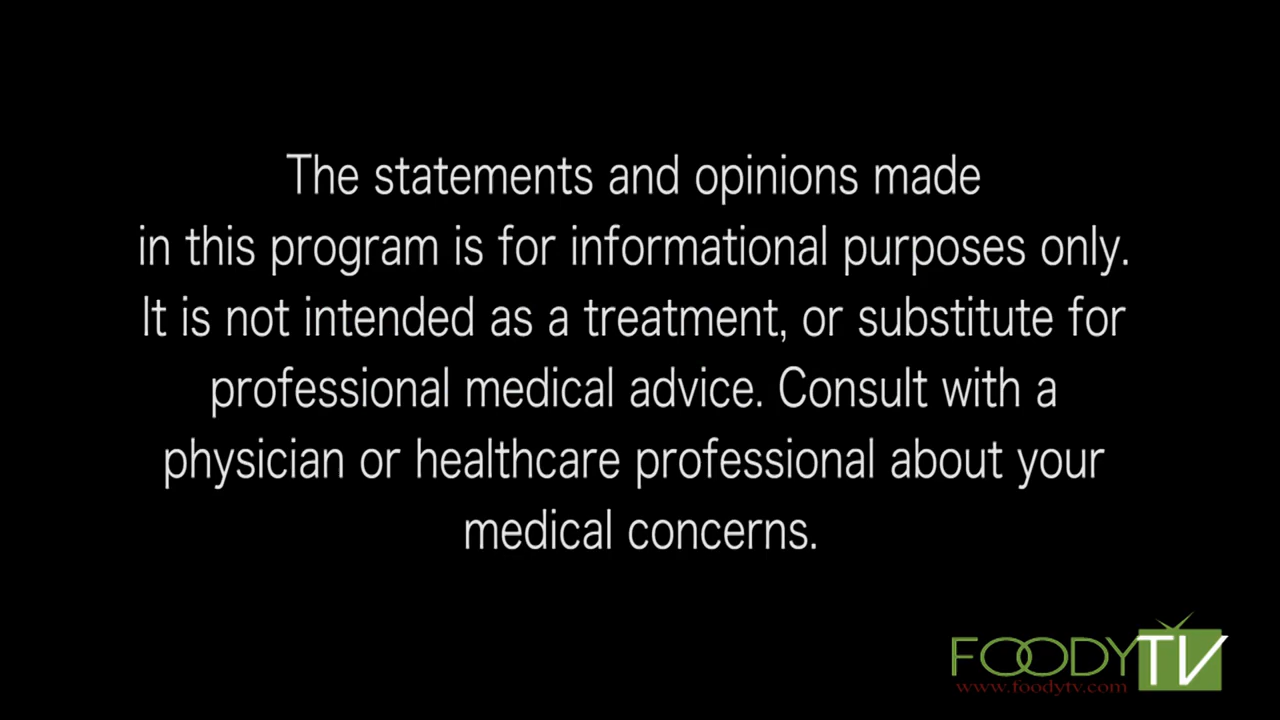 The statements and opinions made
in this program is for informational purposes only.
It is not intended as a treatment, or substitute for
professional medical advice. Consult with a
physician or healthcare professional about your
medical concerns.
FOODYTV
www.foodytv.com